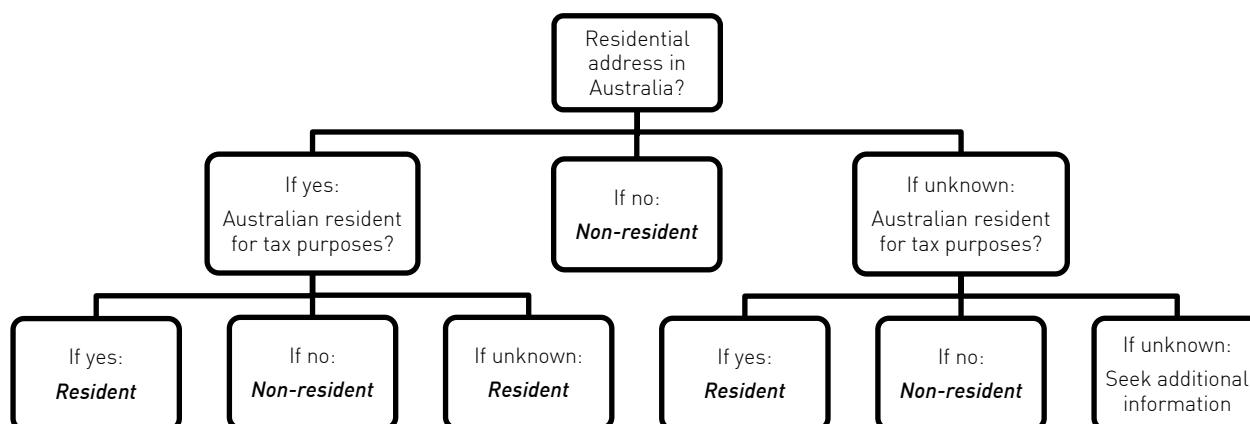 Residential
address in
Australia?
If yes:
Australian resident
for tax purposes?
If no:
Non-resident
If unknown:
Australian resident
for tax purposes?
If yes:
Resident
If no:
Non-resident
If unknown:
Resident
If yes:
Resident
If no:
Non-resident
If unknown:
Seek additional
information